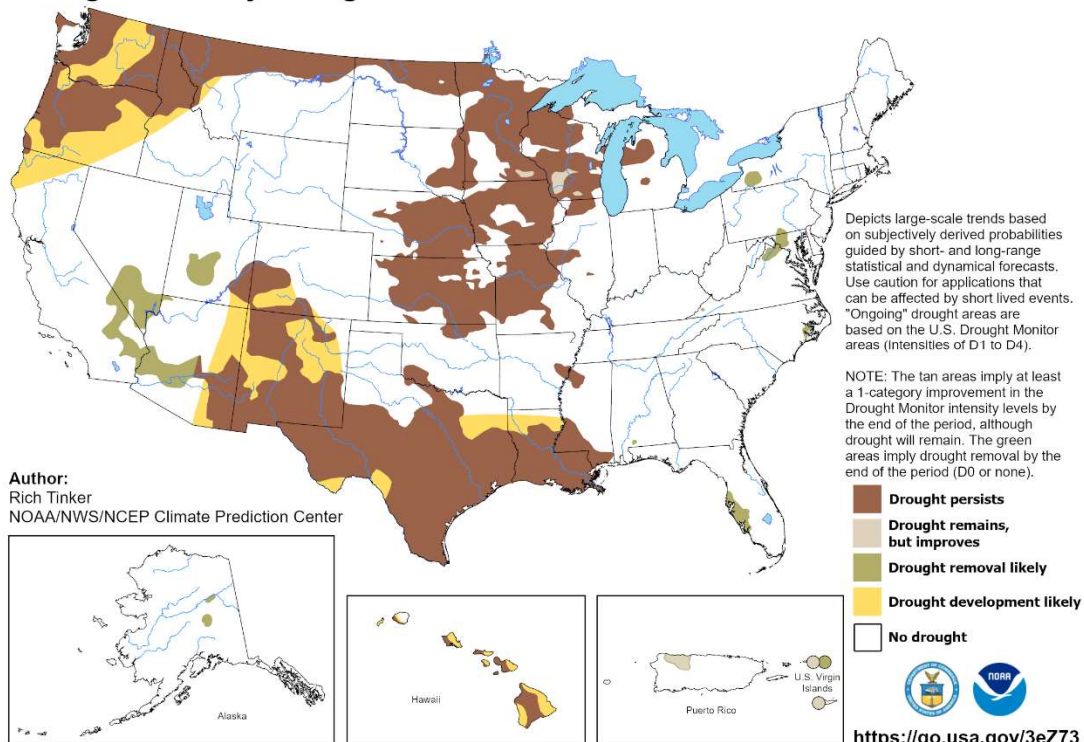 Depicts large-scale trends based
on subjectively derived probabilities
guided by short- and long-range
statistical and dynamical forecasts.
Use caution for applications that
can be affected by short lived events.
"Ongoing" drought areas are
based on the U.S. Drought Monitor
areas (intensities of D1 to D4).
NOTE: The tan areas imply at least
a 1-category improvement in the
Drought Monitor intensity levels by
the end of the period, although
drought will remain. The green
areas imply drought removal by the
end of the period (D0 or none).
Author:
Rich Tinker
NOAA/NWS/NCEP Climate Prediction Center
Drought persists
Drought remains,
but improves
Drought removal likely
Drought development likely
No drought
Alaska
Hawaii
Puerto Rico
U.S. Virgin
Islands
NOAA
https://go.usa.gov/3eZ73